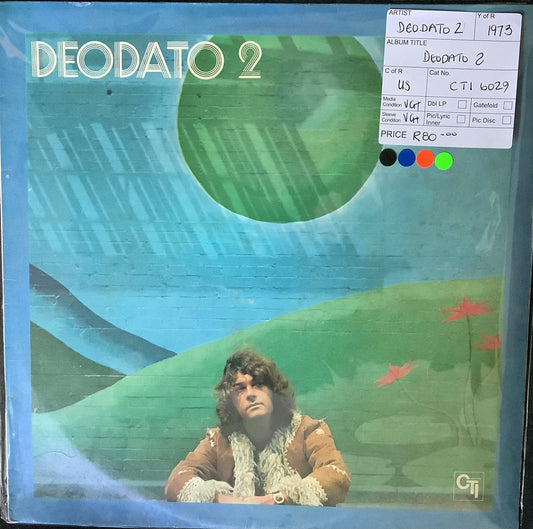 DEODATO 2
ARTIST
DEODATO 2
Y of R
1973
ALBUM TITLE
DEODATO 2
C of R
US
Cat No.
CTI 6029
Media Condition VG+
Dbl LP
Gatefold
Sleeve Condition VG+
Pic/Lyric Inner
Pic Disc
PRICE R80-00
CTI